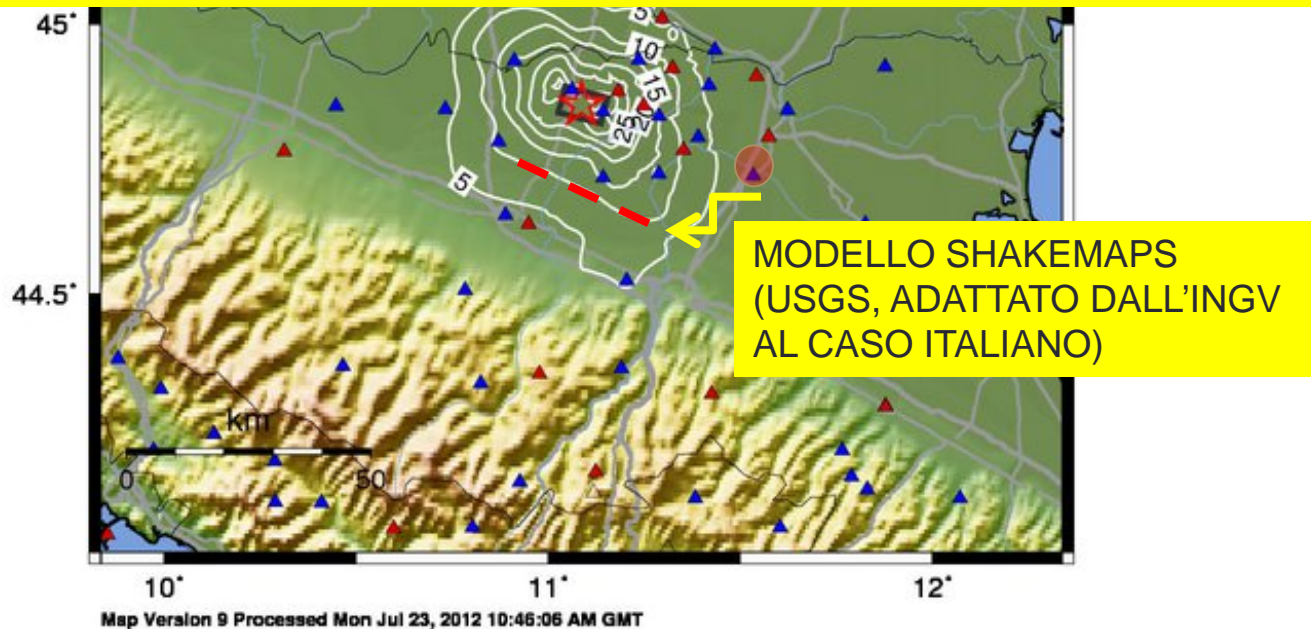 45°
5
10
15
20
25
5
MODELLO SHAKEMAPS
(USGS, ADATTATO DALL’INGV
AL CASO ITALIANO)
44.5°
km
0 50
10° 11° 12°
Map Version 9 Processed Mon Jul 23, 2012 10:46:06 AM GMT